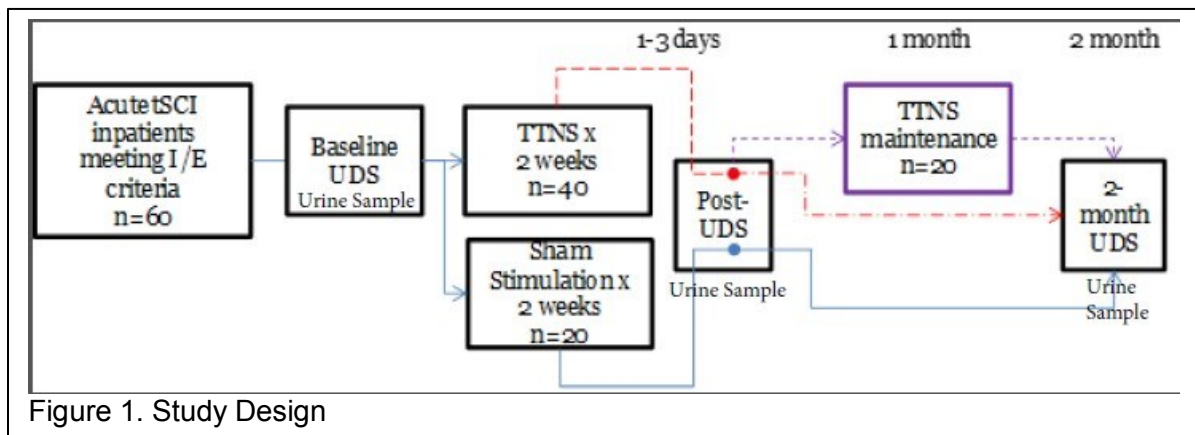 1-3 days
1 month
2 month
AcutetSCI
inpatients
meeting I/E
criteria
n=60
Baseline
UDS
Urine Sample
TTNS x
2 weeks
n=40
Sham
Stimulation x
2 weeks
n=20
Post-
UDS
Urine Sample
TTNS
maintenance
n=20
2-
month
UDS
Urine
Sample
Figure 1. Study Design